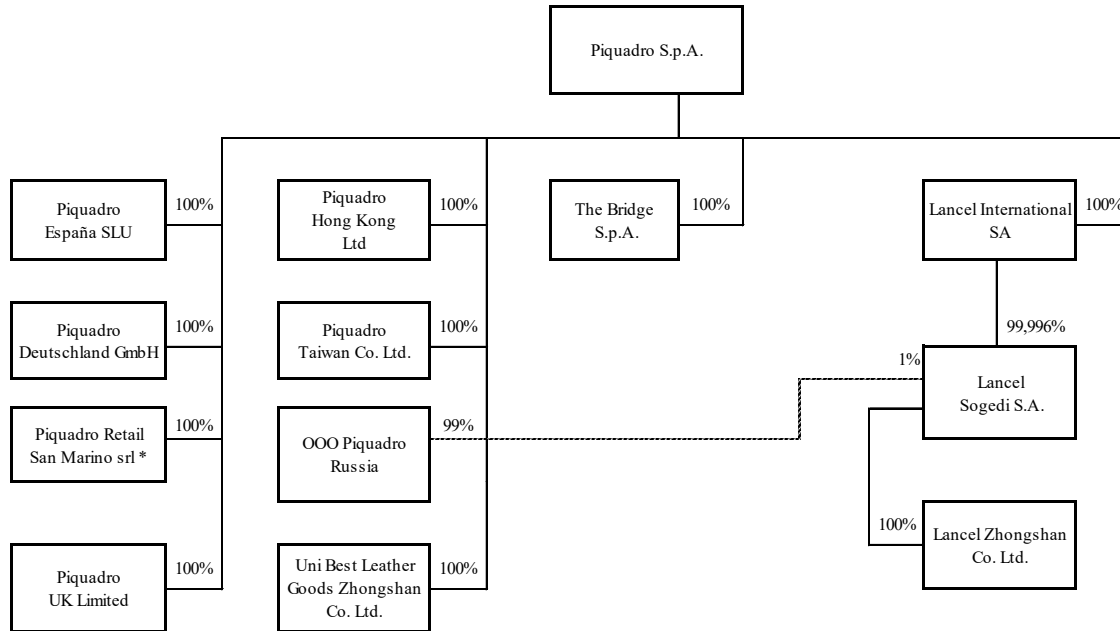 Piquadro S.p.A.
Piquadro
España SLU
100%
Piquadro
Hong Kong
Ltd
100%
The Bridge
S.p.A.
100%
Lancel International
SA
100%
Piquadro
Deutschland GmbH
100%
Piquadro
Taiwan Co. Ltd.
100%
99,996%
1%
Lancel
Sogedi S.A.
Piquadro Retail
San Marino srl *
100%
OOO Piquadro
Russia
99%
Piquadro
UK Limited
100%
Uni Best Leather
Goods Zhongshan
Co. Ltd.
100%
100%
Lancel Zhongshan
Co. Ltd.